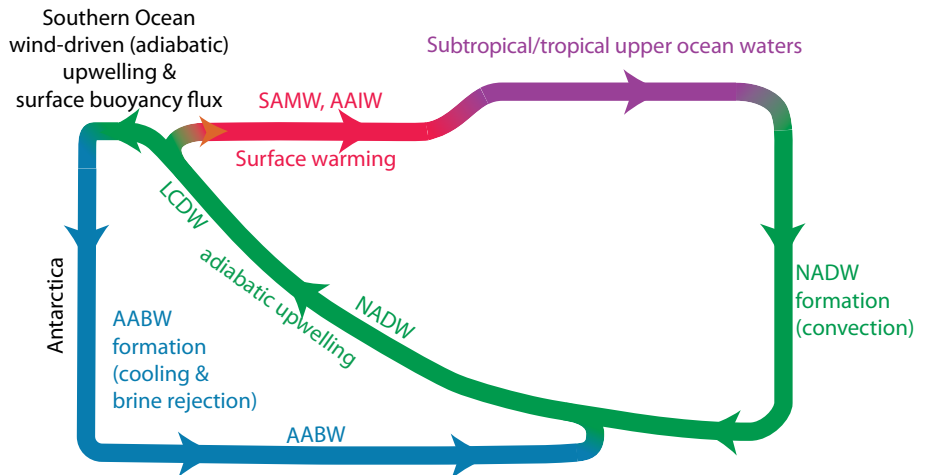 Southern Ocean
wind-driven (adiabatic)
upwelling &
surface buoyancy flux
Subtropical/tropical upper ocean waters
SAMW, AAIW
Surface warming
LCDW
adiabatic upwelling
NADW
NADW
formation
(convection)
Antarctica
AABW
formation
(cooling &
brine rejection)
AABW